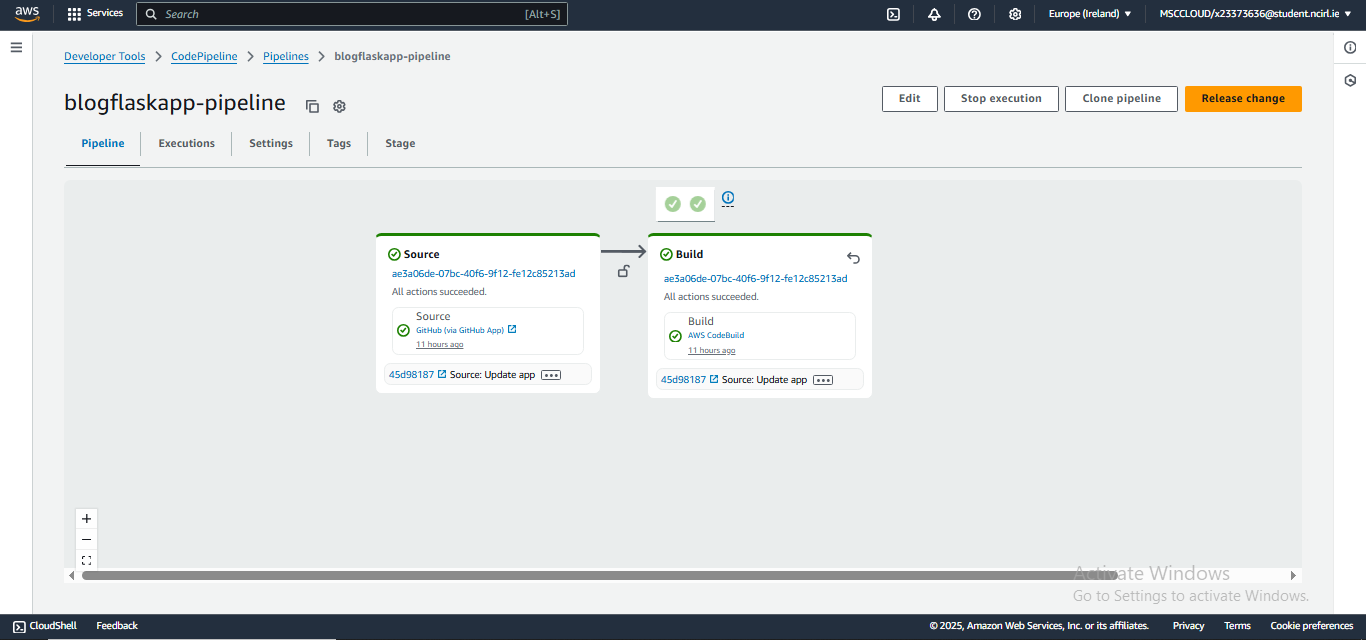 aws
Services
Search
[Alt+S]
Europe (Ireland)
MSCCLOUD/x23373636@student.ncirl.ie
Developer Tools
CodePipeline
Pipelines
blogflaskapp-pipeline
blogflaskapp-pipeline
Edit
Stop execution
Clone pipeline
Release change
Pipeline
Executions
Settings
Tags
Stage
Source
ae3a06de-07bc-40f6-9f12-fe12c85213ad
All actions succeeded.
Source
GitHub (via GitHub App)
11 hours ago
45d98187 Source: Update app
Build
ae3a06de-07bc-40f6-9f12-fe12c85213ad
All actions succeeded.
Build
AWS CodeBuild
11 hours ago
45d98187 Source: Update app
Activate Windows
Go to Settings to activate Windows.
CloudShell
Feedback
© 2025, Amazon Web Services, Inc. or its affiliates.
Privacy
Terms
Cookie preferences